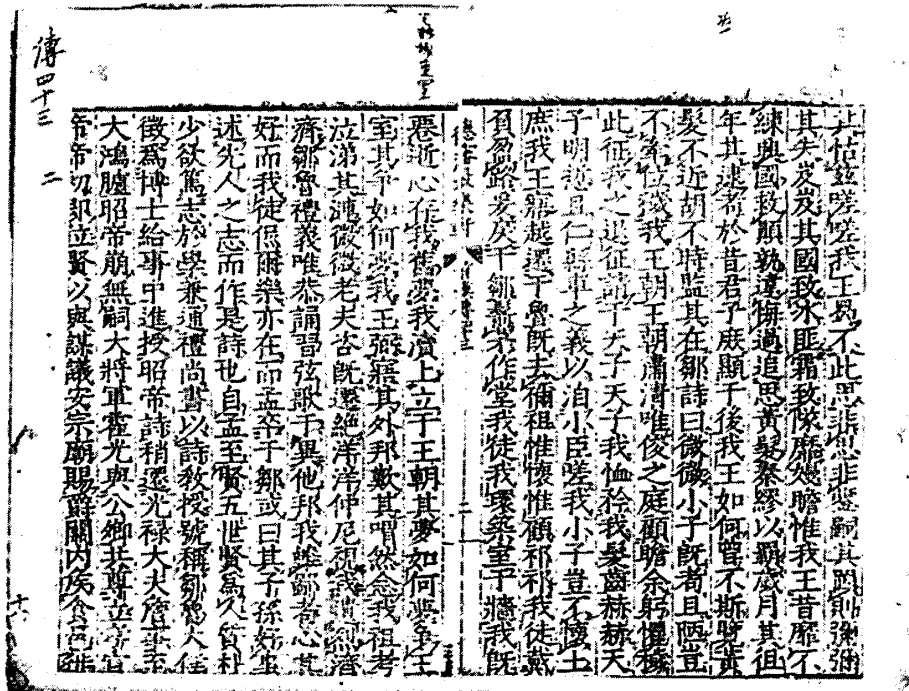 其怙茲嗟嗟我王曷不此思非思非鑒嗣其罔則彌彌
其失岌岌其國致冰匪霜致隊靡嫚瞻惟我王昔靡不
練興國救顛孰違悔過追思黃髮秦繆以霸歲月其徂
年其逮耇於昔君子庶顯于後我王如何曾不斯覽黃
髮不近胡不時監其在鄒詩曰微微小子既耇且陋豈
不牽位穢我王朝王朝肅清唯俊之庭顧瞻余躬懼穢
此征我之退征請于天子天子我恤矜我髮齒赫赫天
子明悊且仁縣車之義以洎小臣嗟我小子豈不懷土
庶我王寤越遷于魯既去禰祖惟懷惟顧祁祁我徒戴
負盈路爰戾于鄒鬋茅作堂我徒我環築室于牆我既
二
䙴逝心存我舊夢我瀆上立于王朝其夢如何夢爭王
室其爭如何夢我王弼寤其外邦歎其喟然念我祖考
泣涕其漣微微老夫咨既遷絕洋洋仲尼視我遺烈濟
濟鄒魯禮義唯恭誦習弦歌于異他邦我雖鄙耇心其
好而我徒侃爾樂亦在而孟卒于鄒或曰其子孫好事
述先人之志而作是詩也自孟至賢五世賢爲人質朴
少欲篤志於學兼通禮尚書以詩教授號稱鄒魯大儒
徵爲博士給事中進授昭帝詩稍遷光祿大夫詹事至
大鴻臚昭帝崩無嗣大將軍霍光與公卿共尊立孝宣
帝帝初即位賢以與謀議安宗廟賜爵關內侯食邑徙
傳四十三 二